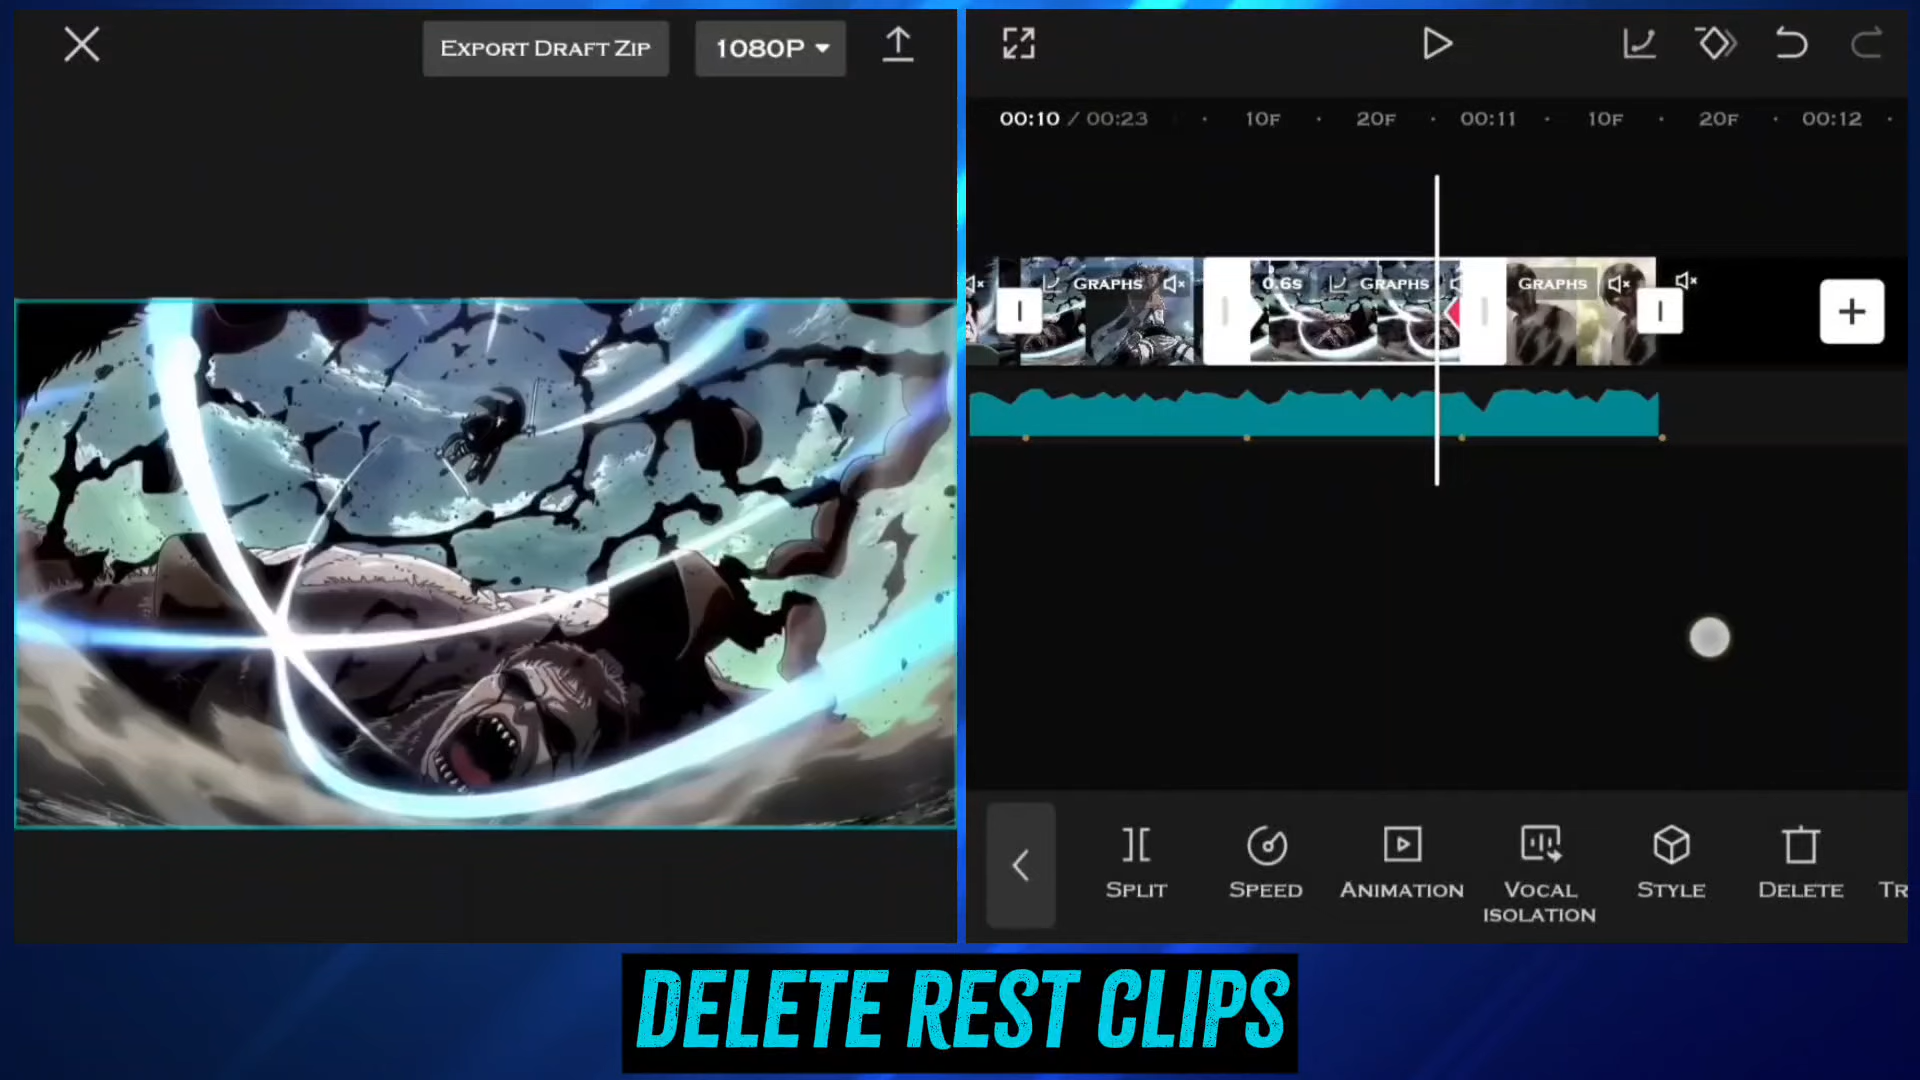 EXPORT DRAFT ZIP
1080P
00:10 / 00:23
10F
20F
00:11
10F
20F
00:12
GRAPHS
0.6s
GRAPHS
GRAPHS
SPLIT
SPEED
ANIMATION
VOCAL
ISOLATION
STYLE
DELETE
TR
DELETE REST CLIPS